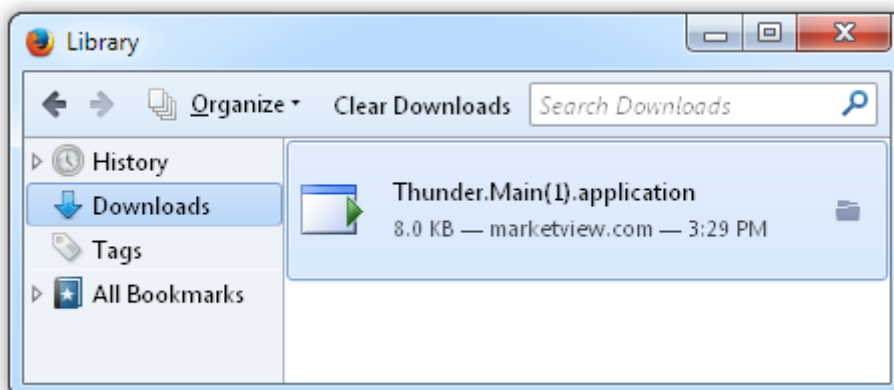 Library
Organize
Clear Downloads
Search Downloads
History
Downloads
Tags
All Bookmarks
Thunder.Main(1).application
8.0 KB — marketview.com — 3:29 PM